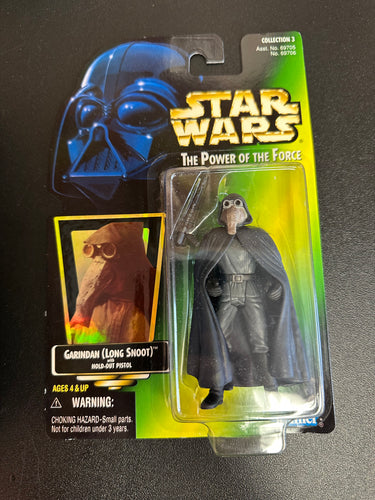 COLLECTION 3
Asst. No. 69705
No. 69706
STAR
WARS
THE POWER OF THE FORCE
GARINDAN (LONG SNOOT)™
with
HOLD-OUT PISTOL
AGES 4 & UP
⚠ WARNING:
CHOKING HAZARD-Small parts.
Not for children under 3 years.